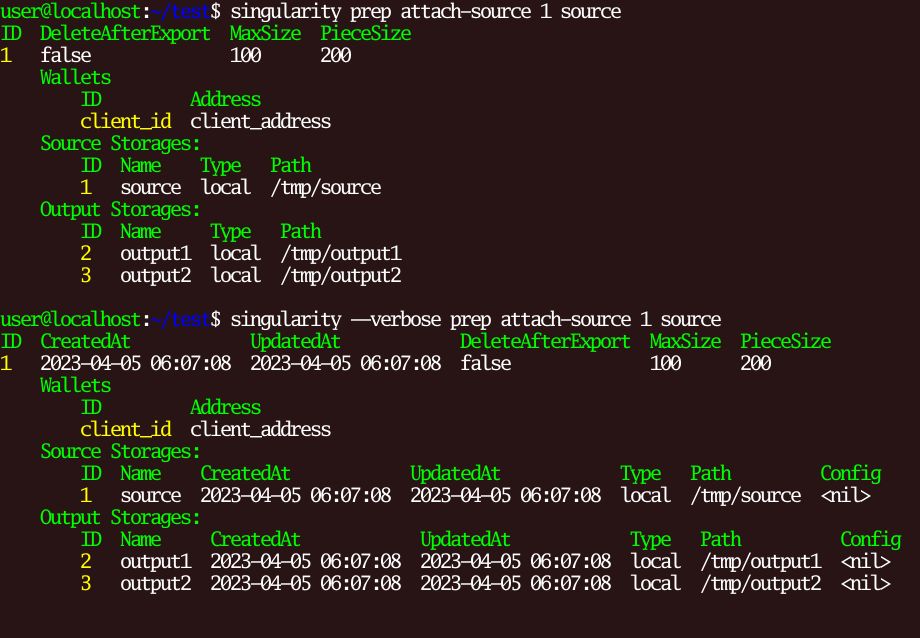 user@localhost:~/test$ singularity prep attach-source 1 source
ID  DeleteAfterExport  MaxSize  PieceSize
1   false              100      200
    Wallets
        ID         Address
        client_id  client_address
    Source Storages:
        ID  Name    Type   Path
        1   source  local  /tmp/source
    Output Storages:
        ID  Name     Type   Path
        2   output1  local  /tmp/output1
        3   output2  local  /tmp/output2
user@localhost:~/test$ singularity --verbose prep attach-source 1 source
ID  CreatedAt            UpdatedAt            DeleteAfterExport  MaxSize  PieceSize
1   2023-04-05 06:07:08  2023-04-05 06:07:08  false              100      200
    Wallets
        ID         Address
        client_id  client_address
    Source Storages:
        ID  Name    CreatedAt            UpdatedAt            Type   Path         Config
        1   source  2023-04-05 06:07:08  2023-04-05 06:07:08  local  /tmp/source  <nil>
    Output Storages:
        ID  Name     CreatedAt            UpdatedAt            Type   Path          Config
        2   output1  2023-04-05 06:07:08  2023-04-05 06:07:08  local  /tmp/output1  <nil>
        3   output2  2023-04-05 06:07:08  2023-04-05 06:07:08  local  /tmp/output2  <nil>